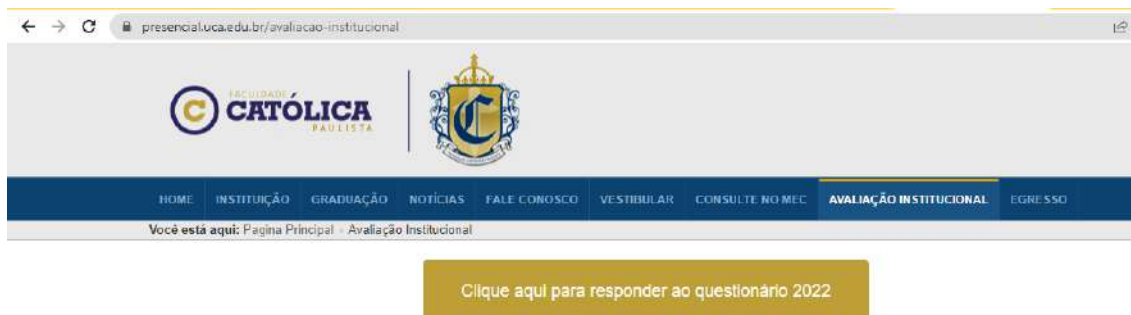 presencial.uca.edu.br/avaliacao-institucional
FACULDADE
CATÓLICA
PAULISTA
C
HOME INSTITUIÇÃO GRADUAÇÃO NOTÍCIAS FALE CONOSCO VESTIBULAR CONSULTE NO MEC AVALIAÇÃO INSTITUCIONAL EGRESSO
Você está aqui: Pagina Principal » Avaliação Institucional
Clique aqui para responder ao questionário 2022